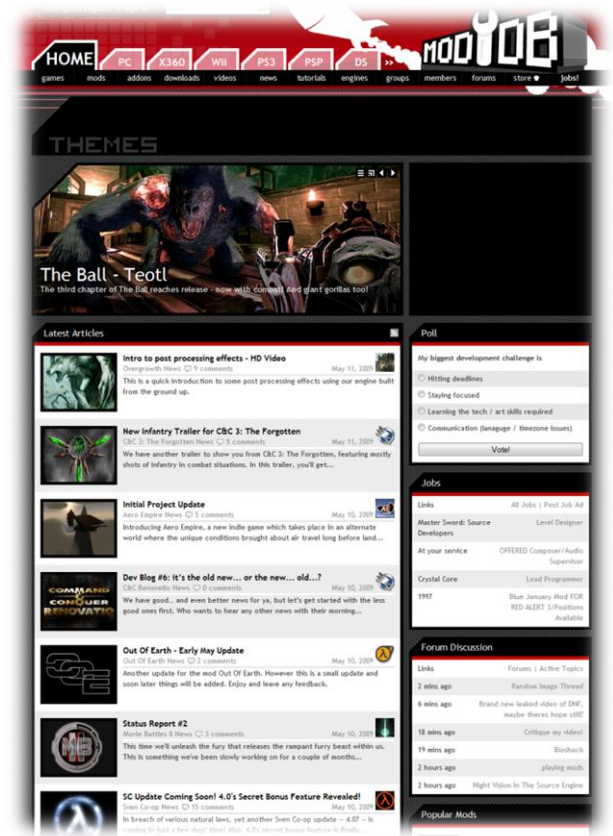 HOME PC X360 Wii PS3 PSP DS »
MODDB
games mods addons downloads videos news tutorials engines groups members forums store jobs!
THEMES
The Ball - Teotl
The third chapter of The Ball reaches release - now with combat! And giant gorillas too!
Latest Articles
Intro to post processing effects - HD Video
Overgrowth News 9 comments May 11, 2009
This is a quick introduction to some post processing effects using our engine built
from the ground up.
New Infantry Trailer for C&C 3: The Forgotten
C&C 3: The Forgotten News 5 comments May 11, 2009
We have another trailer to show you from C&C 3: The Forgotten, featuring mostly
shots of infantry in combat situations. In this trailer, you'll get...
Initial Project Update
Aero Empire News 5 comments May 10, 2009
Introducing Aero Empire, a new indie game which takes place in an alternate
world where the unique conditions brought about air travel long before land...
COMMAND
CONQUER
RENOVATIO
Dev Blog #6: It's the old new... or the new... old...?
C&C Renovatio News 0 comments May 10, 2009
We have good.. and even better news for ya, but let's get started with the less
good ones first. Who wants to hear any other news with their morning...
Out Of Earth - Early May Update
Out Of Earth News 2 comments May 10, 2009
Another update for the mod Out Of Earth. However this is a small update and
soon later things will be added. Enjoy and leave any feedback.
MB
Status Report #2
Movie Battles II News 3 comments May 10, 2009
This time we'll unleash the fury that releases the rampant furry beast within us.
This is something we've been slowly working on for a couple of months...
SC Update Coming Soon! 4.0's Secret Bonus Feature Revealed!
Sven Co-op News 15 comments May 10, 2009
In breach of various natural laws, yet another Sven Co-op update -- 4.07 -- is
coming in just a few days' time! Also, 4.0's secret bonus feature is finally...
Poll
My biggest development challenge is
Hitting deadlines
Staying focused
Learning the tech / art skills required
Communication (lanaguge / timezone issues)
Vote!
Jobs
Links All Jobs | Post Job Ad
Master Sword: Source Level Designer
Developers
At your service OFFERED Composer/Audio
Supervisor
Crystal Core Lead Programmer
1997 Blue January Mod FOR
RED ALERT 3/Positions
Available
Forum Discussion
Links Forums | Active Topics
2 mins ago Random Image Thread
6 mins ago Brand new leaked video of DNF,
maybe theres hope still!
18 mins ago Critique my video!
19 mins ago Bioshock
2 hours ago playing mods
2 hours ago Night Vision In The Source Engine
Popular Mods